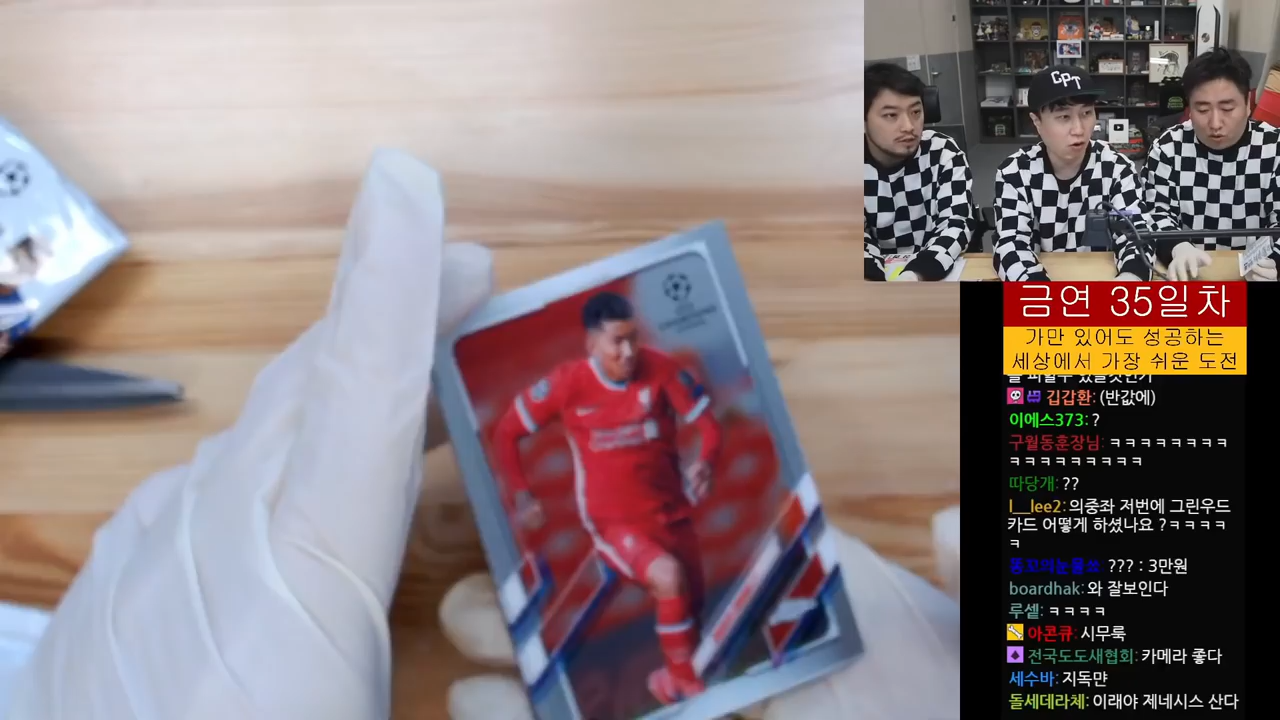 GPT
금연 35일차
가만 있어도 성공하는
세상에서 가장 쉬운 도전
김갑환: (반값에)
이에스373: ?
구월동훈장님: ㅋㅋㅋㅋㅋㅋㅋㅋ
ㅋㅋㅋㅋㅋㅋㅋㅋㅋ
따당개: ??
l__lee2: 의중좌 저번에 그린우드
카드 어떻게 하셨나요 ?ㅋㅋㅋㅋ
ㅋ
??? : 3만원
boardhak: 와 잘보인다
루셑: ㅋㅋㅋㅋ
아콘큐: 시무룩
전국도도새협회: 카메라 좋다
세수바: 지독먄
돌세데라체: 이래야 제네시스 산다